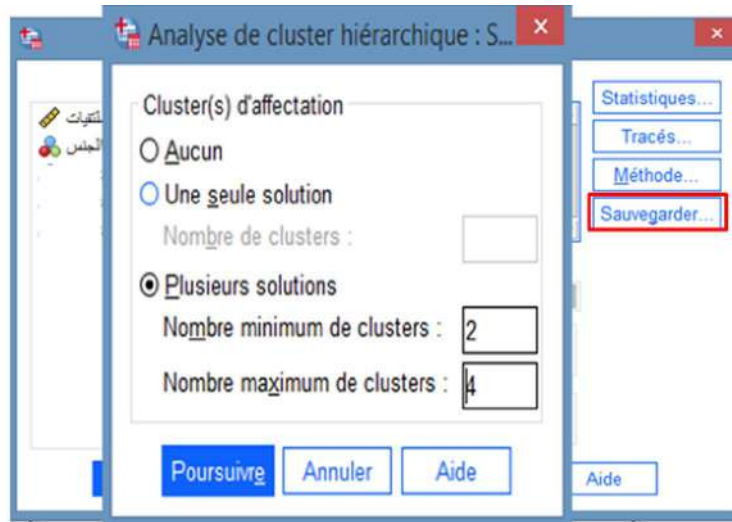 Analyse de cluster hiérarchique : S...
Cluster(s) d'affectation
Aucun
Une seule solution
Nombre de clusters :
Plusieurs solutions
Nombre minimum de clusters : 2
Nombre maximum de clusters : 4
Poursuivre Annuler Aide
الجنس
Statistiques...
Tracés...
Méthode...
Sauvegarder...
Aide